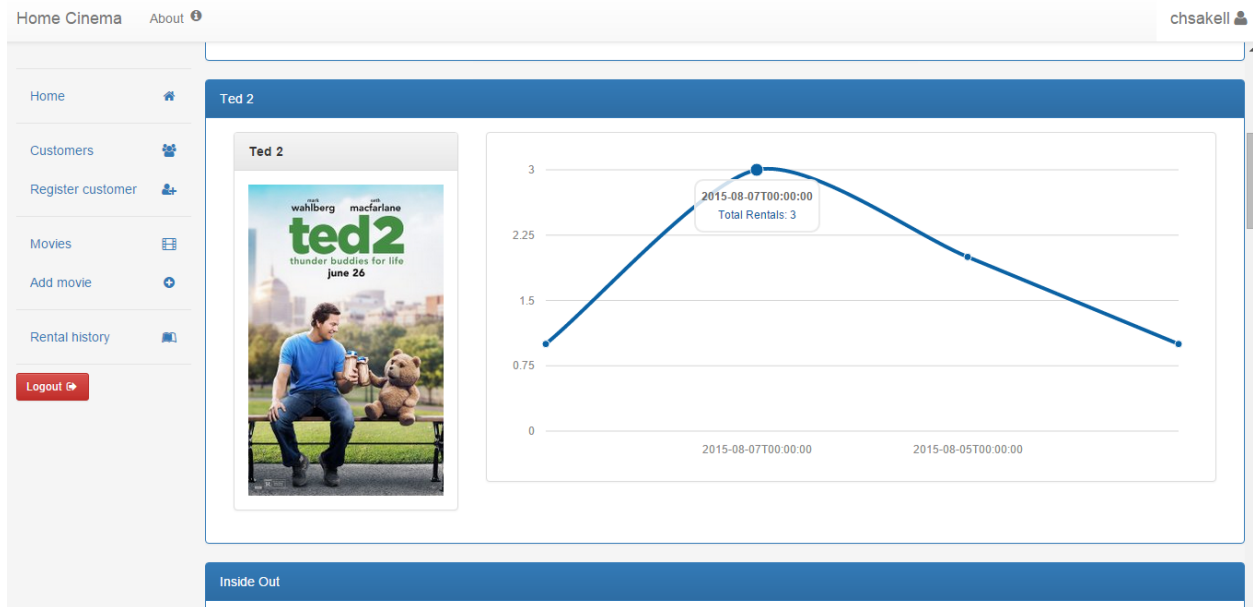 Home Cinema
About
chsakell
Home
Customers
Register customer
Movies
Add movie
Rental history
Logout
Ted 2
Ted 2
mark
seth
wahlberg macfarlane
ted2
thunder buddies for life
june 26
3
2.25
1.5
0.75
0
2015-08-07T00:00:00
Total Rentals: 3
2015-08-07T00:00:00
2015-08-05T00:00:00
Inside Out